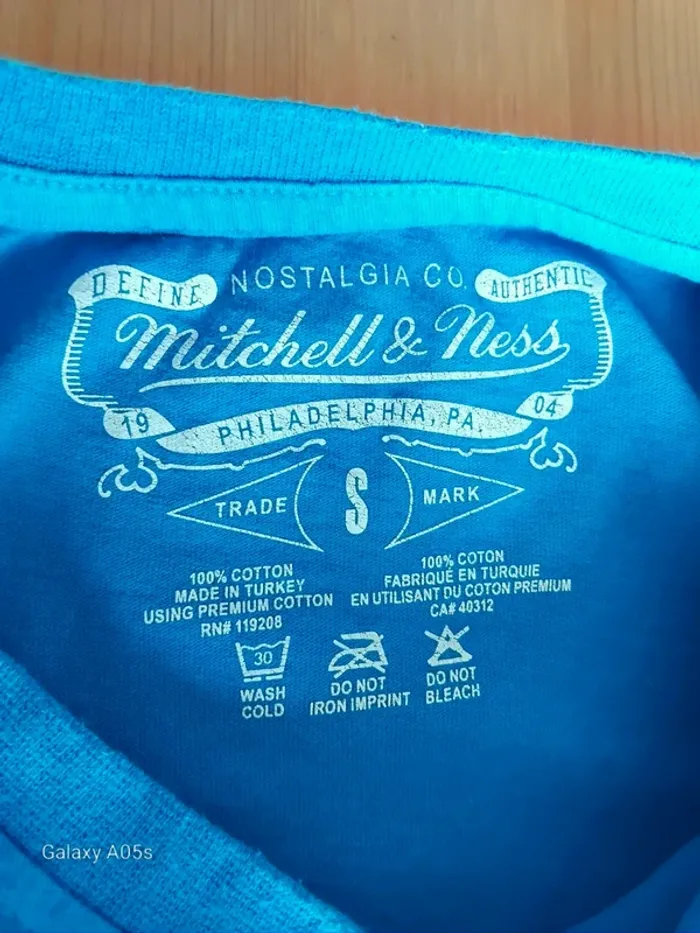 DEFINE NOSTALGIA CO. AUTHENTIC
Mitchell & Ness
19 PHILADELPHIA, PA. 04
TRADE S MARK
100% COTTON
MADE IN TURKEY
USING PREMIUM COTTON
RN# 119208
100% COTON
FABRIQUÉ EN TURQUIE
EN UTILISANT DU COTON PREMIUM
CA# 40312
30
WASH
COLD
DO NOT
IRON IMPRINT
DO NOT
BLEACH
Galaxy A05s